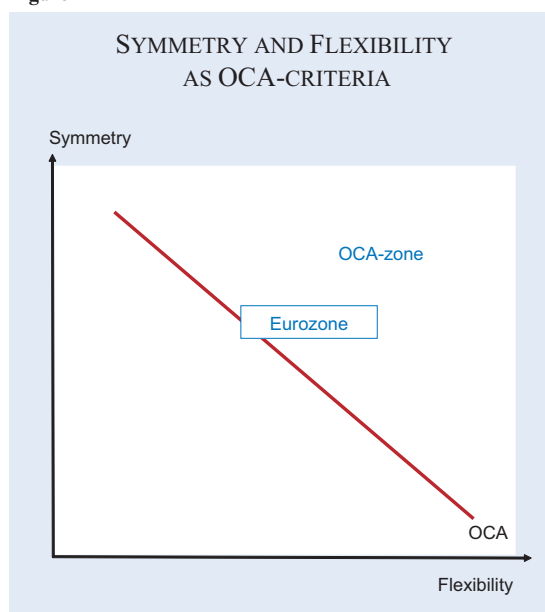 SYMMETRY AND FLEXIBILITY
AS OCA-CRITERIA
Symmetry
OCA-zone
Eurozone
OCA
Flexibility